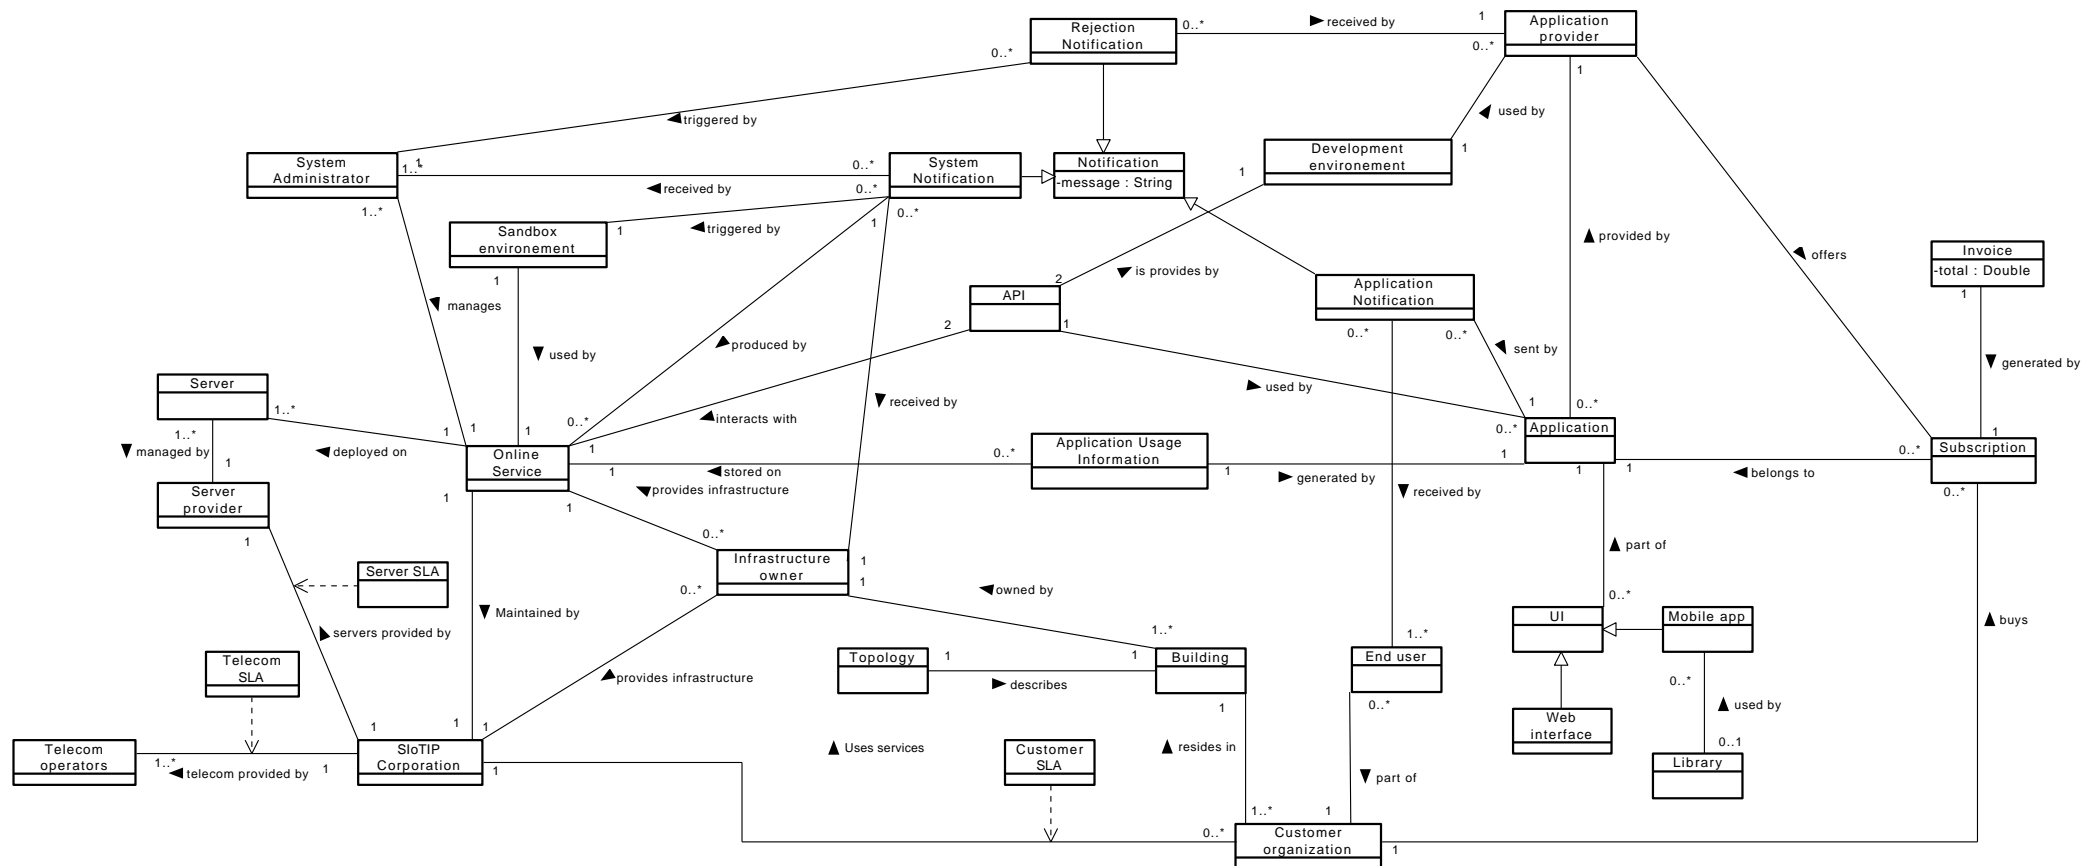 Rejection
Notification
0..*
received by
1
Application
provider
0..*
0..*
1
used by
triggered by
1
System
Administrator
1
1..*
0..*
System
Notification
Notification
-message : String
Development
environement
1
received by
0..*
1..*
1
0..*
Sandbox
environement
1
triggered by
provided by
offers
Invoice
-total : Double
1
is provides by
2
API
Application
Notification
1
manages
2
1
0..*
0..*
produced by
used by
sent by
generated by
Server
used by
received by
1
0..*
1..*
interacts with
1
1
1
0..*
0..*
Application
1
1..*
managed by
deployed on
Online
Service
1
0..*
Application Usage
Information
0..*
Subscription
1
1
stored on
1
generated by
1
1
1
belongs to
Server
provider
1
provides infrastructure
received by
0..*
1
0..*
1
Infrastructure
owner
1
part of
Server SLA
1
0..*
owned by
0..*
Maintained by
UI
Mobile app
servers provided by
1..*
1..*
buys
Telecom
SLA
Topology
1
1
Building
End user
provides infrastructure
describes
0..*
1
0..*
used by
Web
interface
1
1
1
Uses services
Customer
SLA
resides in
0..1
Telecom
operators
1..*
telecom provided by
1
SIoTIP
Corporation
1
part of
Library
1..*
1
0..*
Customer
organization
1